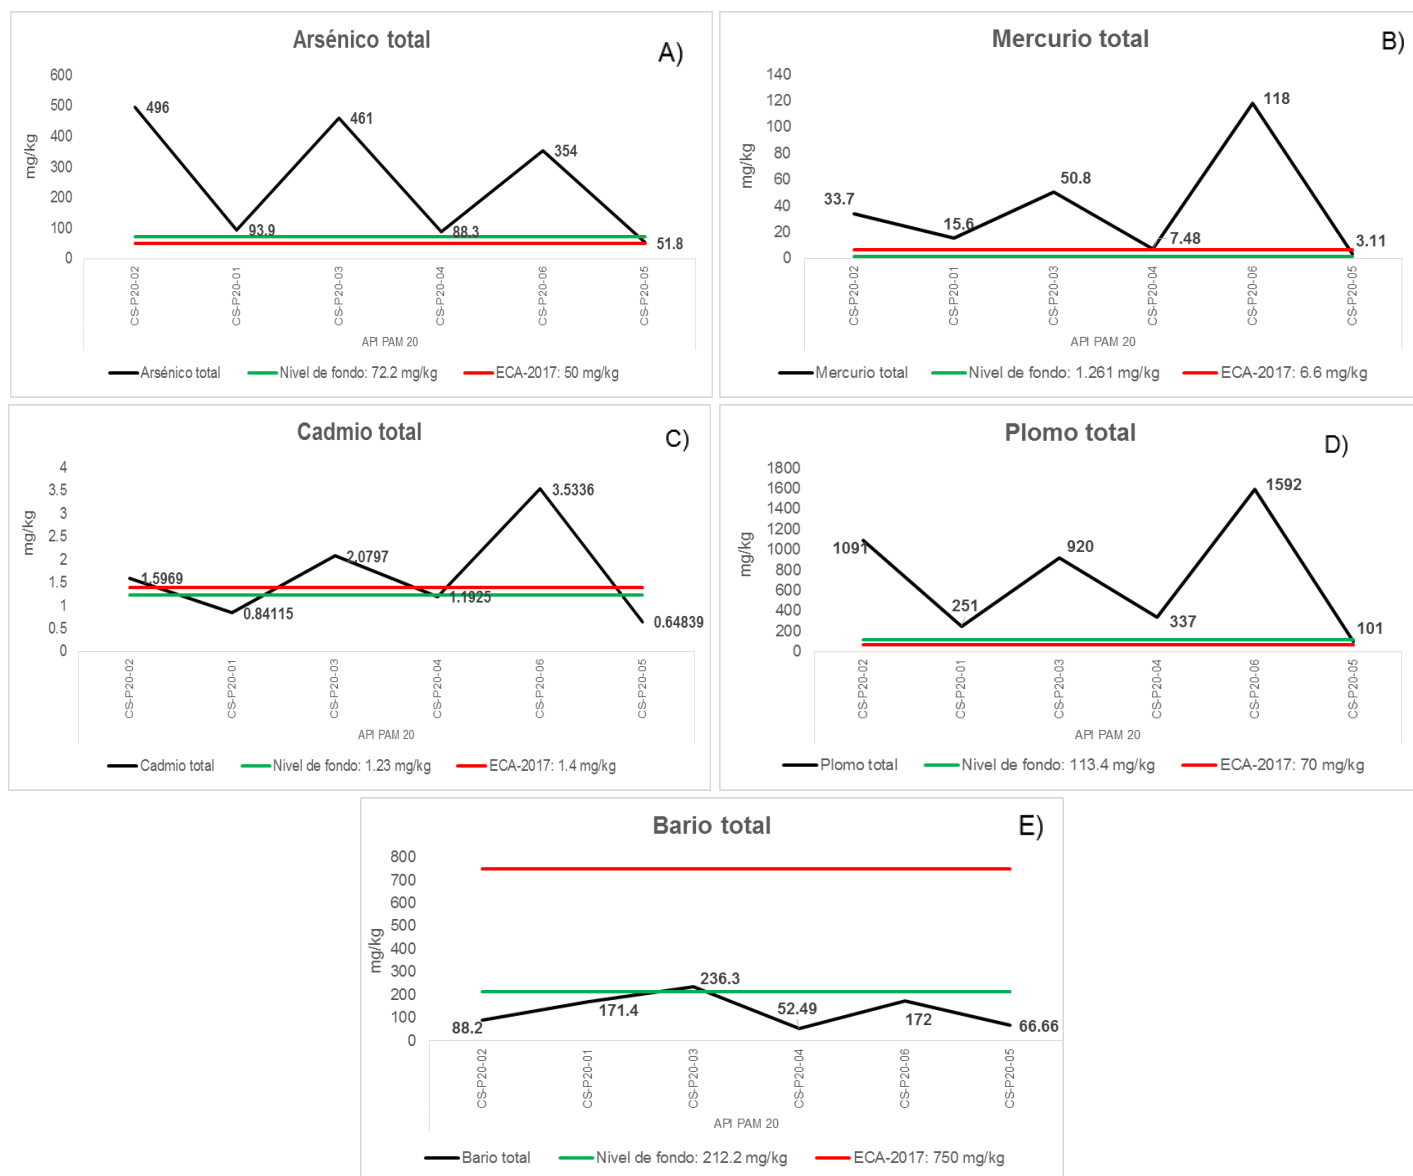 Arsénico total
A)
600
500
400
300
200
100
0
mg/kg
496
93.9
461
88.3
354
51.8
CS-P20-02
CS-P20-01
CS-P20-03
CS-P20-04
CS-P20-06
CS-P20-05
API PAM 20
Arsénico total
Nivel de fondo: 72.2 mg/kg
ECA-2017: 50 mg/kg
Mercurio total
B)
140
120
100
80
60
40
20
0
mg/kg
33.7
15.6
50.8
7.48
118
3.11
CS-P20-02
CS-P20-01
CS-P20-03
CS-P20-04
CS-P20-06
CS-P20-05
API PAM 20
Mercurio total
Nivel de fondo: 1.261 mg/kg
ECA-2017: 6.6 mg/kg
Cadmio total
C)
4
3.5
3
2.5
2
1.5
1
0.5
0
mg/kg
1.5969
0.84115
2.0797
1.1925
3.5336
0.64839
CS-P20-02
CS-P20-01
CS-P20-03
CS-P20-04
CS-P20-06
CS-P20-05
API PAM 20
Cadmio total
Nivel de fondo: 1.23 mg/kg
ECA-2017: 1.4 mg/kg
Plomo total
D)
1800
1600
1400
1200
1000
800
600
400
200
0
mg/kg
1091
251
920
337
1592
101
CS-P20-02
CS-P20-01
CS-P20-03
CS-P20-04
CS-P20-06
CS-P20-05
API PAM 20
Plomo total
Nivel de fondo: 113.4 mg/kg
ECA-2017: 70 mg/kg
Bario total
E)
800
700
600
500
400
300
200
100
0
mg/kg
88.2
171.4
236.3
52.49
172
66.66
CS-P20-02
CS-P20-01
CS-P20-03
CS-P20-04
CS-P20-06
CS-P20-05
API PAM 20
Bario total
Nivel de fondo: 212.2 mg/kg
ECA-2017: 750 mg/kg